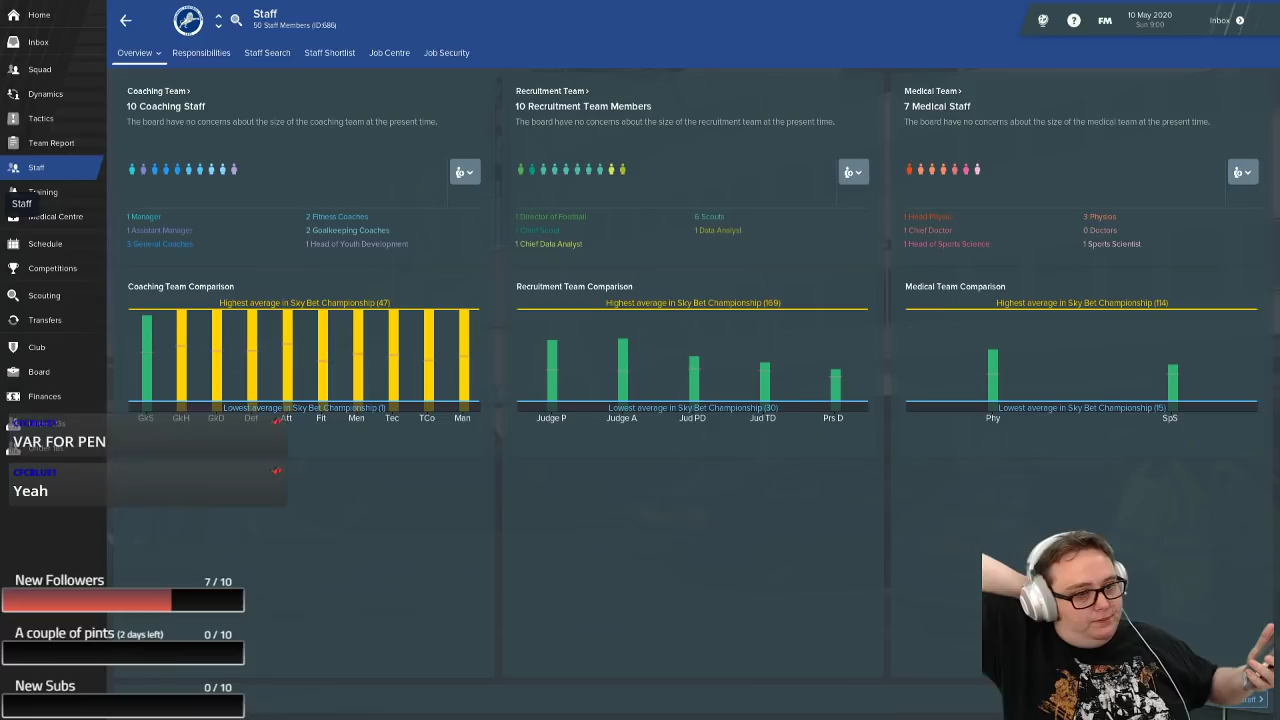 Home
Inbox
Squad
Dynamics
Tactics
Team Report
Staff
Training
Staff
Medical Centre
Schedule
Competitions
Scouting
Transfers
Club
Board
Finances
Staff
50 Staff Members (ID:686)
FM
10 May 2020
Sun 9:00
Inbox
Overview
Responsibilities
Staff Search
Staff Shortlist
Job Centre
Job Security
Coaching Team >
10 Coaching Staff
The board have no concerns about the size of the coaching team at the present time.
1 Manager
2 Fitness Coaches
1 Assistant Manager
2 Goalkeeping Coaches
3 General Coaches
1 Head of Youth Development
Coaching Team Comparison
Highest average in Sky Bet Championship (47)
Lowest average in Sky Bet Championship (1)
GkS GkH GkD Def Att Fit Men Tec TCo Man
Recruitment Team >
10 Recruitment Team Members
The board have no concerns about the size of the recruitment team at the present time.
1 Director of Football
6 Scouts
1 Chief Scout
1 Data Analyst
1 Chief Data Analyst
Recruitment Team Comparison
Highest average in Sky Bet Championship (169)
Lowest average in Sky Bet Championship (30)
Judge P Judge A Jud PD Jud TD Prs D
Medical Team >
7 Medical Staff
The board have no concerns about the size of the medical team at the present time.
1 Head Physio
3 Physios
1 Chief Doctor
0 Doctors
1 Head of Sports Science
1 Sports Scientist
Medical Team Comparison
Highest average in Sky Bet Championship (114)
Lowest average in Sky Bet Championship (15)
Phy SpS
VAR FOR PEN
CFCBLUE1
Yeah
New Followers 7 / 10
A couple of pints (2 days left) 0 / 10
New Subs 0 / 10